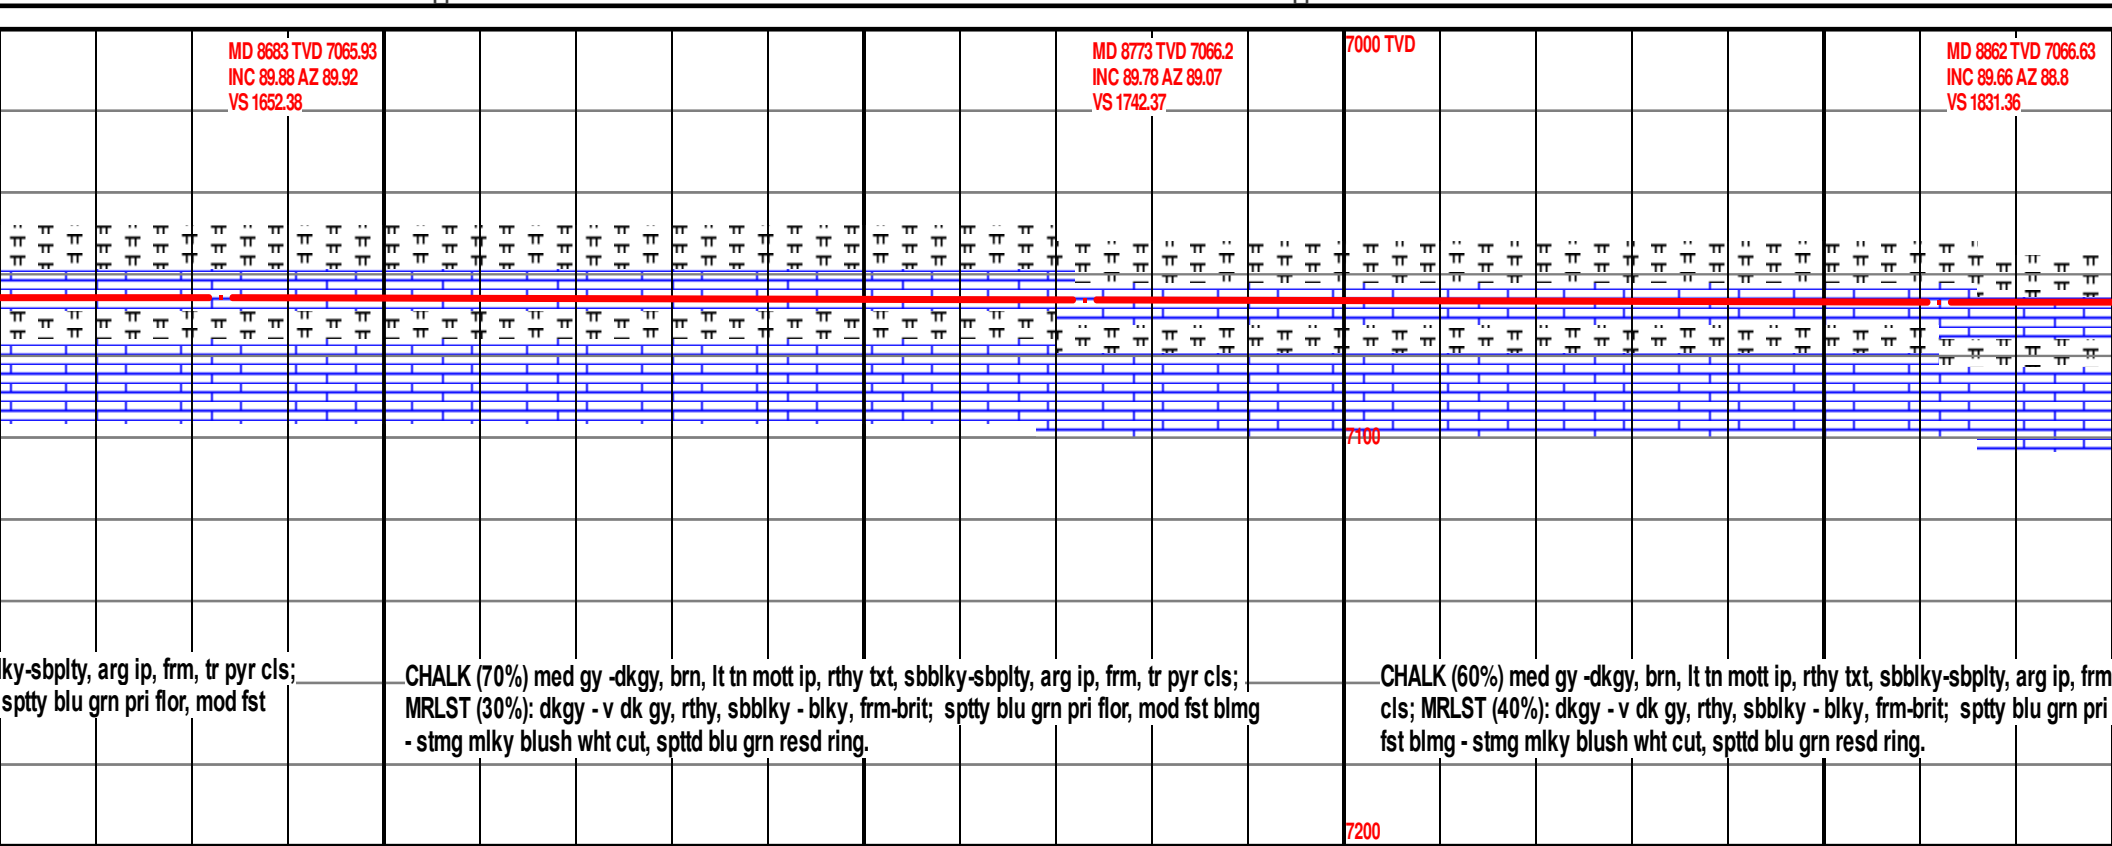 MD 8683 TVD 7065.93
INC 89.88 AZ 89.92
VS 1652.38
MD 8773 TVD 7066.2
INC 89.78 AZ 89.07
VS 1742.37
7000 TVD
MD 8862 TVD 7066.63
INC 89.66 AZ 88.8
VS 1831.36
7100
lky-sbplty, arg ip, frm, tr pyr cls;
sptty blu grn pri flor, mod fst
CHALK (70%) med gy -dkgy, brn, lt tn mott ip, rthy txt, sbblky-sbplty, arg ip, frm, tr pyr cls;
MRLST (30%): dkgy - v dk gy, rthy, sbblky - blky, frm-brit; sptty blu grn pri flor, mod fst blmg
- stmg mlky blush wht cut, spttd blu grn resd ring.
CHALK (60%) med gy -dkgy, brn, lt tn mott ip, rthy txt, sbblky-sbplty, arg ip, frm
cls; MRLST (40%): dkgy - v dk gy, rthy, sbblky - blky, frm-brit; sptty blu grn pri
fst blmg - stmg mlky blush wht cut, spttd blu grn resd ring.
7200